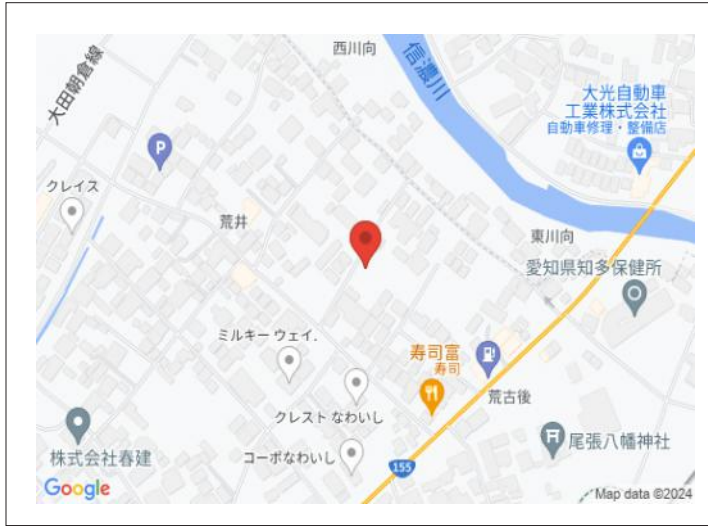 西川向
大田朝倉線
信濃川
大光自動車
工業株式会社
自動車修理・整備店
P
クレイス
荒井
東川向
愛知県知多保健所
ミルキー ウェイ.
寿司富
寿司
荒古後
クレスト なわいし
尾張八幡神社
株式会社春建
コーポなわいし
155
Google
Map data ©2024